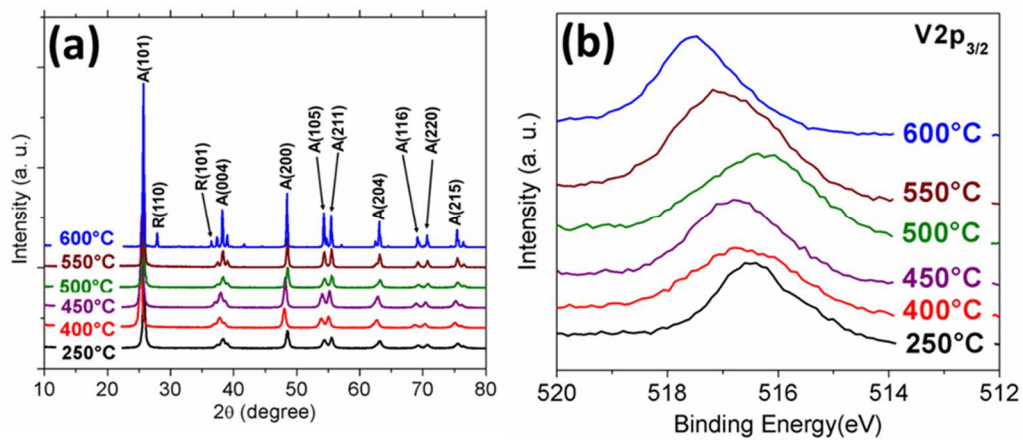 (a)
A(101)
R(110)
R(101)
A(004)
A(200)
A(105)
A(211)
A(204)
A(116)
A(220)
A(215)
600°C
550°C
500°C
450°C
400°C
250°C
Intensity (a. u.)
10 20 30 40 50 60 70 80
2θ (degree)
(b)
V2p3/2
600°C
550°C
500°C
450°C
400°C
250°C
Intensity (a. u.)
520 518 516 514 512
Binding Energy(eV)